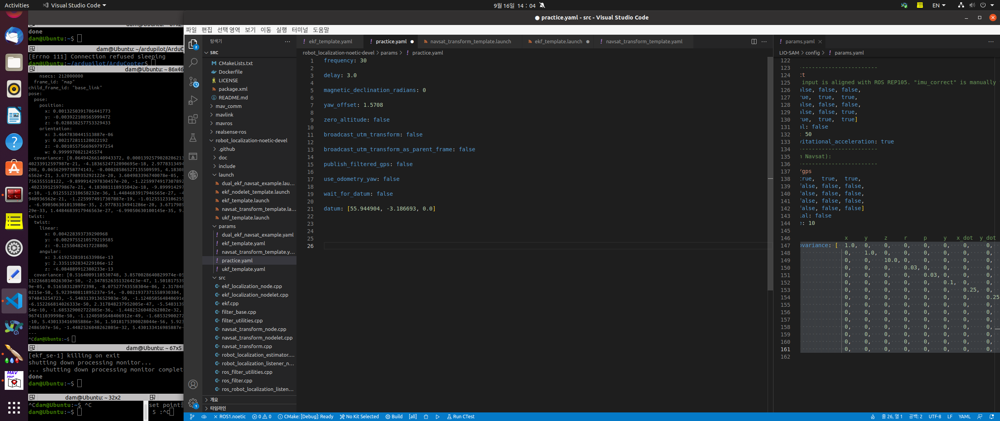 Activities
Visual Studio Code
9월 16일 14 : 04
EN
done
dam@Ubuntu:~$
dam@Ubuntu: ~/ardupilot/ArduC
[Errno 111] Connection refused sleeping
dam@Ubuntu:~/ardupilot/ArduCopter$
dam@Ubuntu: ~ 86x46
nsecs: 212000000
frame_id: "map"
child_frame_id: "base_link"
pose:
pose:
position:
x: 0.0013250391706441773
y: -0.003922108565999472
z: -0.028838257753329433
orientation:
x: 3.4647830441513887e-06
y: 0.002172811120022192
z: -0.0010557566969797254
w: 0.9999970821245574
covariance: [0.06494266140943372, 0.0001392579028206213
40233912597987e-21, -4.1836524712090695e-18, 2.977831349
208, 0.0656299758774143, -0.00028586527135509595, 4.18308
6562e-21, 3.671798935292122e-20, 3.604983396740078e-05, -
756355518122, -9.899914297830457e-20, -1.2259974917307892
.402339125979867e-21, 4.183081118935042e-18, -9.899914297
e-10, -1.0125512310658232e-36, 1.4484683917946565e-27, -4
940936562e-21, -1.2259974917307887e-19, -1.01255123106255
, -6.990506301013988e-35, 2.97783134941286e-20, 3.6717989
29e-33, 1.4484683917946563e-27, -6.99050630100145e-35, 9.
twist:
twist:
linear:
x: 0.004228393739290968
y: -0.0029755210579219585
z: -0.12550482417228806
angular:
x: 3.6192528101633986e-13
y: 2.3351192834229106e-12
z: -6.084889912380233e-13
covariance: [0.5164009118530748, 3.8570028640829974e-05
152266814026303e-50, -2.3478526351326423e-47, 1.501817539
9e-05, 0.516583128972398, -8.07527743558304e-06, 2.317848
0215e-50, 5.923940811895237e-54, -0.0021937371558930384,
974843254723, -5.540313913652903e-50, -1.124050564840691e
-6.152266814026333e-50, 2.317848237952005e-47, -5.5403139
54e-10, -1.685329002722885e-36, -1.4482526048262802e-32,
967411039998e-50, -1.1240505648406912e-49, -1.68532900272
-10, 5.430133416985886e-36, 1.5018175390028044e-56, 5.923
2486507e-56, -1.4482526048262805e-32, 5.430133416985887e-
---
^Cdam@Ubuntu:~$
dam@Ubuntu: ~ 67x5
[ekf_se-1] killing on exit
shutting down processing monitor...
... shutting down processing monitor complet
done
dam@Ubuntu:~$
dam@Ubuntu: ~ 32x2
^Cdam@Ubuntu:~$ ^C
dam@Ubuntu:~$
set point를
5 :^C
MAV
MAP
● practice.yaml - src - Visual Studio Code
파일 편집 선택 영역 보기 이동 실행 터미널 도움말
탐색기
SRC
CMakeLists.txt
Dockerfile
LICENSE
package.xml
README.md
mav_comm
mavlink
mavros
realsense-ros
robot_localization-noetic-devel
.github
doc
include
launch
dual_ekf_navsat_example.lau...
ekf_nodelet_template.launch
ekf_template.launch
navsat_transform_template.la...
ukf_template.launch
params
dual_ekf_navsat_example.yaml
ekf_template.yaml
navsat_transform_template.y...
practice.yaml
ukf_template.yaml
src
ekf_localization_node.cpp
ekf_localization_nodelet.cpp
ekf.cpp
filter_base.cpp
filter_utilities.cpp
navsat_transform_node.cpp
navsat_transform_nodelet.cpp
navsat_transform.cpp
robot_localization_estimator....
robot_localization_listener_n...
ros_filter_utilities.cpp
ros_filter.cpp
ros_robot_localization_listen...
개요
타임라인
ekf_template.yaml
practice.yaml ●
navsat_transform_template.launch
ekf_template.launch ●
navsat_transform_template.yaml
robot_localization-noetic-devel > params > ! practice.yaml
1 frequency: 30
2
3 delay: 3.0
4
5 magnetic_declination_radians: 0
6
7 yaw_offset: 1.5708
8
9 zero_altitude: false
10
11 broadcast_utm_transform: false
12
13 broadcast_utm_transform_as_parent_frame: false
14
15 publish_filtered_gps: false
16
17 use_odometry_yaw: false
18
19 wait_for_datum: false
20
21 datum: [55.944904, -3.186693, 0.0]
22
23
24
25
26
params.yaml
LIO-SAM > config > ! params.yaml
122
123 ------------------------
124 ct
125 input is aligned with ROS REP105. "imu_correct" is manually
126 alse, false, false,
127 rue, true, true,
128 alse, false, false,
129 alse, false, true,
130 rue, true, true]
131 al: false
132 : 50
133 vitational_acceleration: true
134 ------------------------
135 Navsat):
136 ------------------------
137 /gps
138 true, true, true,
139 false, false, false,
140 false, false, false,
141 false, false, false,
142 false, false, false]
143 ial: false
144 e: 10
145
146 x y z r p y x_dot y_dot
147 ovariance: [ 1.0, 0, 0, 0, 0, 0, 0, 0,
148 0, 1.0, 0, 0, 0, 0, 0, 0,
149 0, 0, 10.0, 0, 0, 0, 0, 0,
150 0, 0, 0, 0.03, 0, 0, 0, 0,
151 0, 0, 0, 0, 0.03, 0, 0, 0,
152 0, 0, 0, 0, 0, 0.1, 0, 0,
153 0, 0, 0, 0, 0, 0, 0.25, 0,
154 0, 0, 0, 0, 0, 0, 0, 0.25
155 0, 0, 0, 0, 0, 0, 0, 0,
156 0, 0, 0, 0, 0, 0, 0, 0,
157 0, 0, 0, 0, 0, 0, 0, 0,
158 0, 0, 0, 0, 0, 0, 0, 0,
159 0, 0, 0, 0, 0, 0, 0, 0,
160 0, 0, 0, 0, 0, 0, 0, 0,
161 0, 0, 0, 0, 0, 0, 0, 0,
162
ROS1.noetic 0 0 CMake: [Debug]: Ready No Kit Selected Build [all] Run CTest
줄 26, 열 1 공백: 2 UTF-8 LF YAML